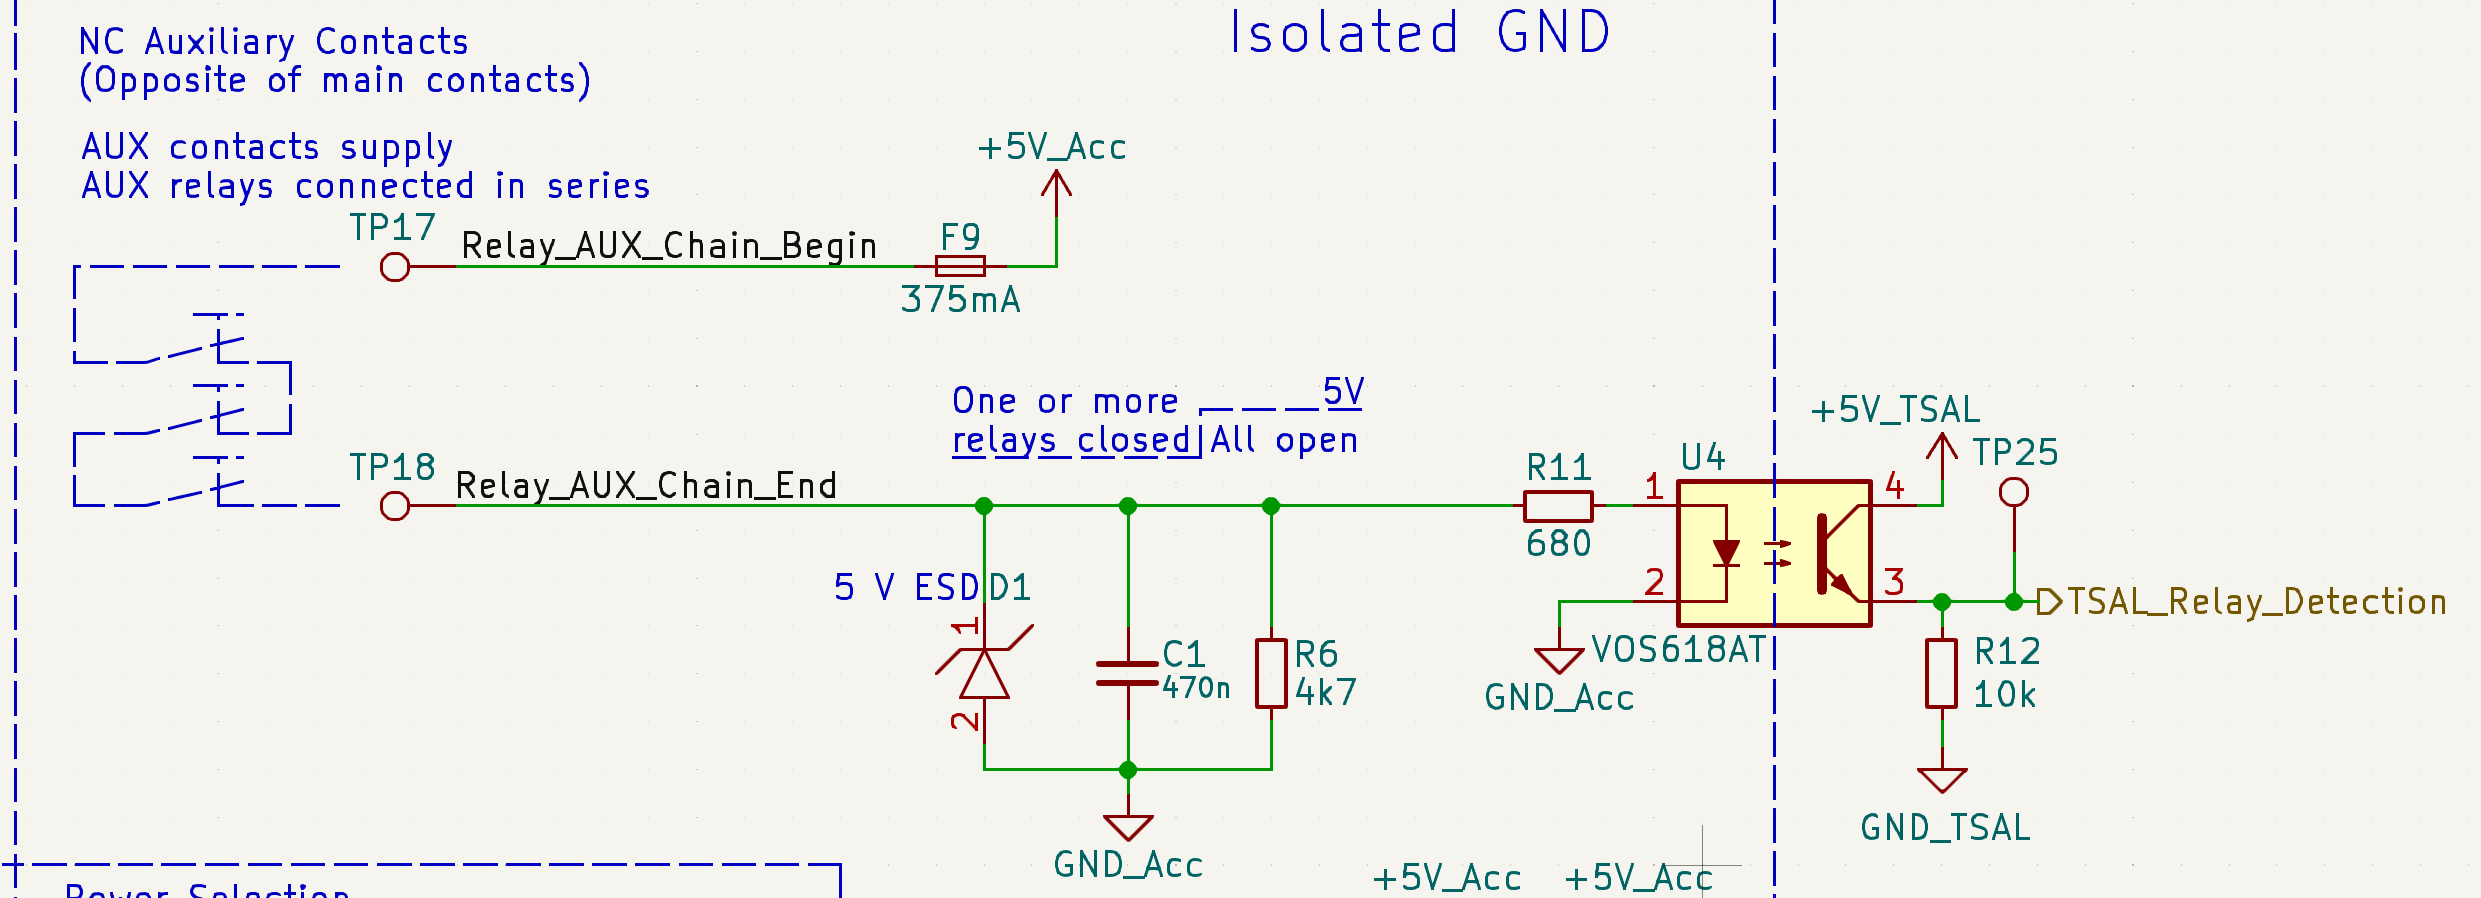 Isolated GND
NC Auxiliary Contacts
(Opposite of main contacts)
AUX contacts supply
AUX relays connected in series
+5V_Acc
TP17
Relay_AUX_Chain_Begin
F9
375mA
One or more
5V
relays closed
All open
+5V_TSAL
TP25
TP18
Relay_AUX_Chain_End
R11
680
U4
1
4
2
3
5 V ESD
D1
1
2
C1
470n
R6
4k7
GND_Acc
VOS618AT
TSAL_Relay_Detection
R12
10k
GND_TSAL
GND_Acc
+5V_Acc
+5V_Acc
Power Selection